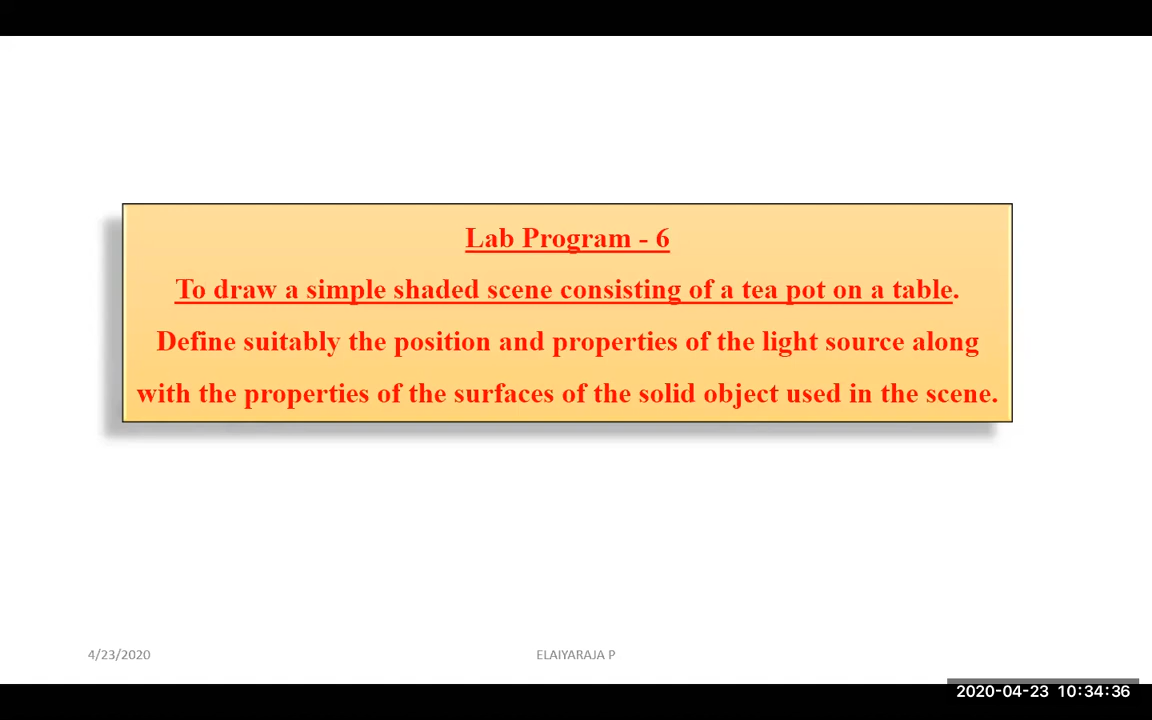 Lab Program - 6
To draw a simple shaded scene consisting of a tea pot on a table.
Define suitably the position and properties of the light source along
with the properties of the surfaces of the solid object used in the scene.
4/23/2020
ELAIYARAJA P
2020-04-23 10:34:36